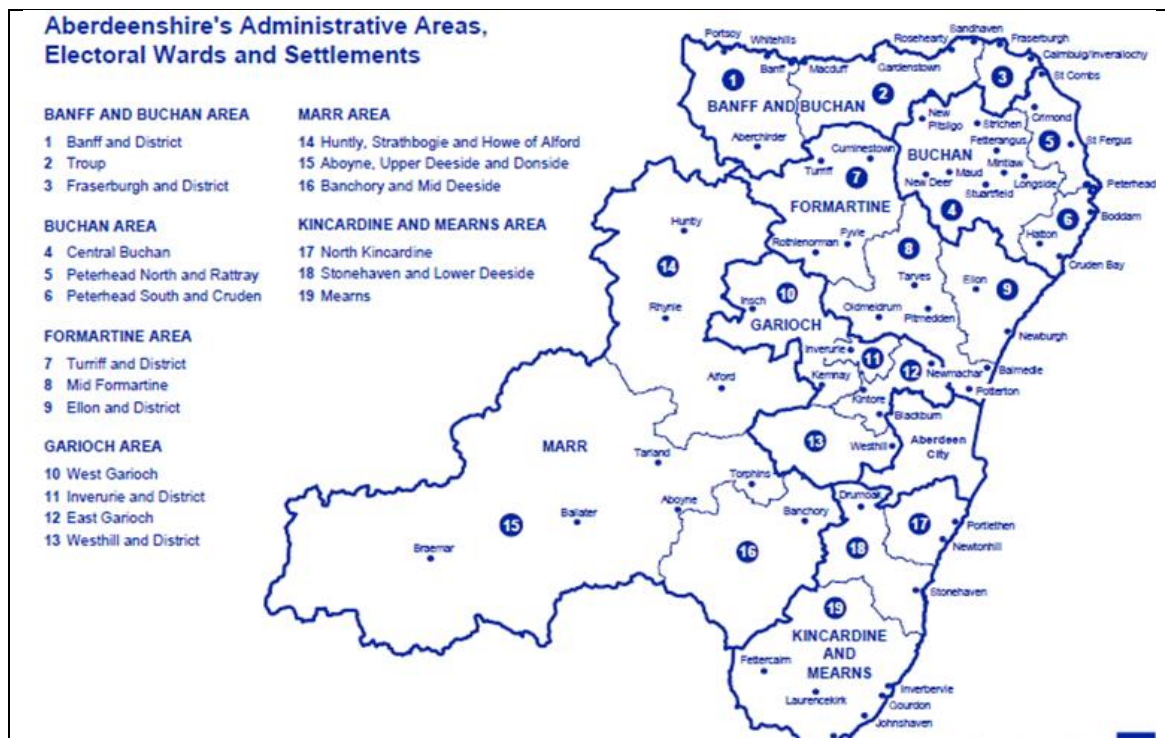 Aberdeenshire's Administrative Areas,
Electoral Wards and Settlements
BANFF AND BUCHAN AREA
1 Banff and District
2 Troup
3 Fraserburgh and District
BUCHAN AREA
4 Central Buchan
5 Peterhead North and Rattray
6 Peterhead South and Cruden
FORMARTINE AREA
7 Turriff and District
8 Mid Formartine
9 Ellon and District
GARIOCH AREA
10 West Garioch
11 Inverurie and District
12 East Garioch
13 Westhill and District
MARR AREA
14 Huntly, Strathbogie and Howe of Alford
15 Aboyne, Upper Deeside and Donside
16 Banchory and Mid Deeside
KINCARDINE AND MEARNS AREA
17 North Kincardine
18 Stonehaven and Lower Deeside
19 Mearns
Portsoy
Whitehills
Banff
Macduff
Gardenstown
Rosehearty
Sandhaven
Fraserburgh
Cairnbulg/Inverallochy
St Combs
1
2
3
BANFF AND BUCHAN
Aberchirder
New
Pitsligo
Strichen
Crimond
Fetterangus
5
St Fergus
BUCHAN
Mintlaw
Maud
New Deer
Longside
Stuartfield
Peterhead
4
6
Boddam
Hatton
Cruden Bay
Cuminestown
Turriff
7
FORMARTINE
Fyvie
Rothienorman
8
Tarves
Ellon
9
Oldmeldrum
Pitmedden
Newburgh
Huntly
14
Rhynie
Insch
10
GARIOCH
Inverurie
11
12
Newmachar
Balmedie
Potterton
Kemnay
Kintore
Blackburn
Alford
13
Westhill
Aberdeen
City
MARR
Tarland
Torphins
Aboyne
Ballater
15
Braemar
Banchory
16
Drumoak
17
Portlethen
Newtonhill
18
Stonehaven
19
KINCARDINE
AND
MEARNS
Fettercairn
Laurencekirk
Inverbervie
Gourdon
Johnshaven